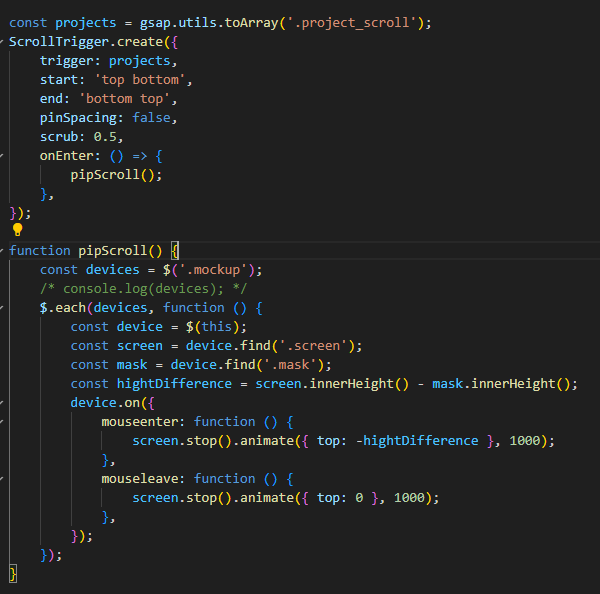 const projects = gsap.utils.toArray('.project_scroll');
ScrollTrigger.create({
    trigger: projects,
    start: 'top bottom',
    end: 'bottom top',
    pinSpacing: false,
    scrub: 0.5,
    onEnter: () => {
        pipScroll();
    },
});

function pipScroll() {
    const devices = $('.mockup');
    /* console.log(devices); */
    $.each(devices, function () {
        const device = $(this);
        const screen = device.find('.screen');
        const mask = device.find('.mask');
        const hightDifference = screen.innerHeight() - mask.innerHeight();
        device.on({
            mouseenter: function () {
                screen.stop().animate({ top: -hightDifference }, 1000);
            },
            mouseleave: function () {
                screen.stop().animate({ top: 0 }, 1000);
            },
        });
    });
}